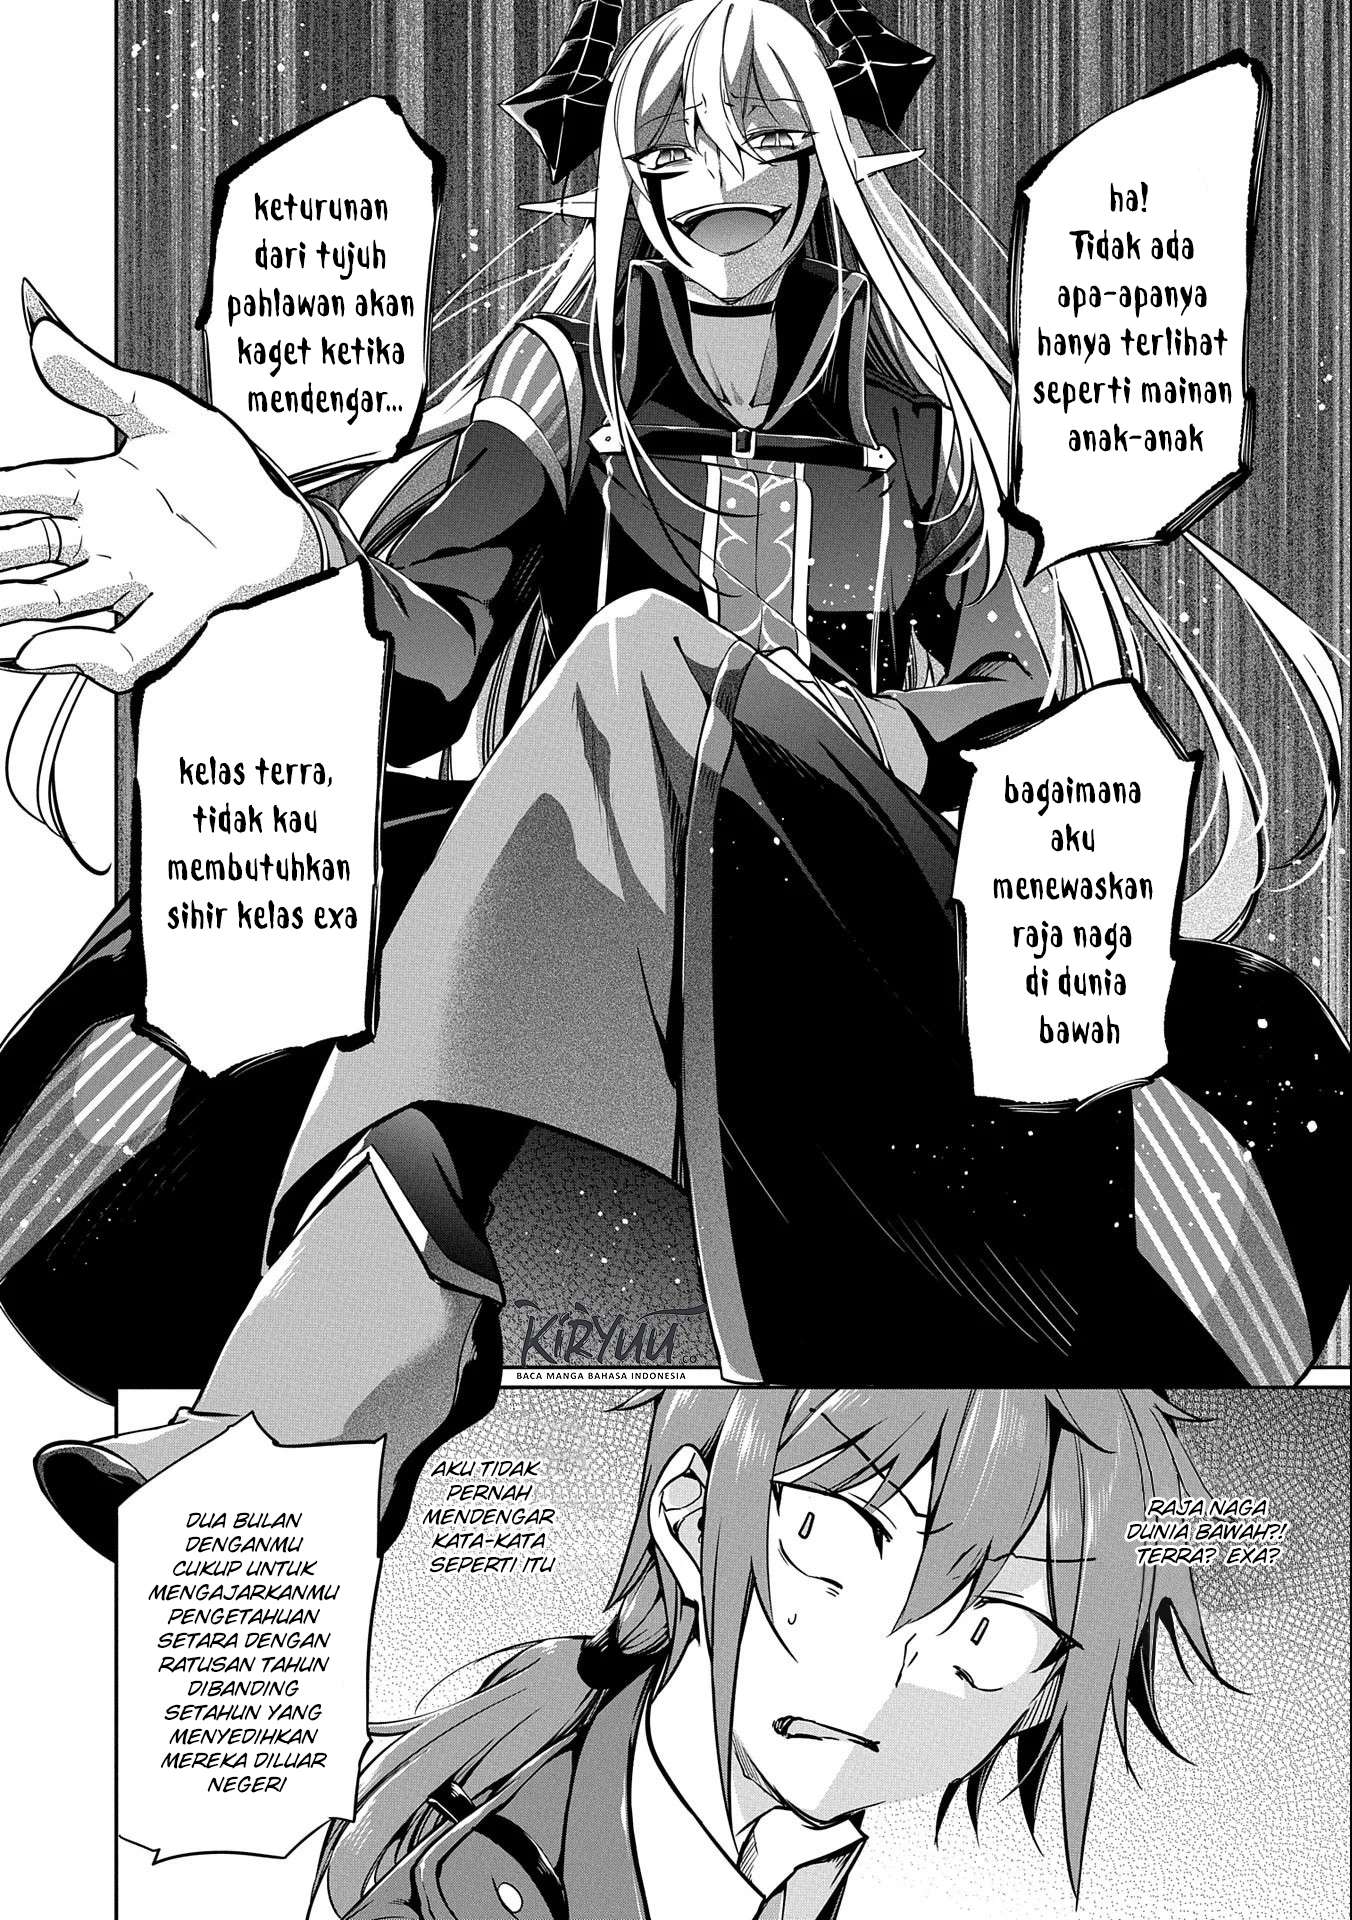 ha!
Tidak ada
apa-apanya
hanya terlihat
seperti mainan
anak-anak
keturunan
dari tujuh
pahlawan akan
kaget ketika
mendengar...
bagaimana
aku
menewaskan
raja naga
di dunia
bawah
kelas terra,
tidak kau
membutuhkan
sihir kelas exa
KIRYUU
.CO
BACA MANGA BAHASA INDONESIA
RAJA NAGA
DUNIA BAWAH?!
TERRA? EXA?
AKU TIDAK
PERNAH
MENDENGAR
KATA-KATA
SEPERTI ITU
DUA BULAN
DENGANMU
CUKUP UNTUK
MENGAJARKANMU
PENGETAHUAN
SETARA DENGAN
RATUSAN TAHUN
DIBANDING
SETAHUN YANG
MENYEDIHKAN
MEREKA DILUAR
NEGERI